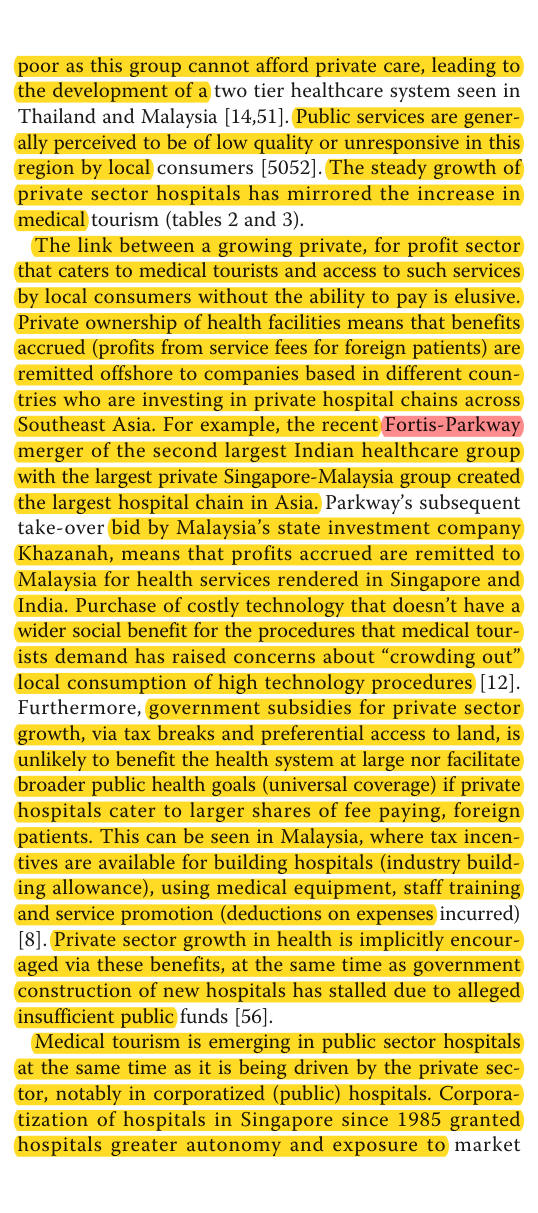 poor as this group cannot afford private care, leading to
the development of a two tier healthcare system seen in
Thailand and Malaysia [14,51]. Public services are gener-
ally perceived to be of low quality or unresponsive in this
region by local consumers [5052]. The steady growth of
private sector hospitals has mirrored the increase in
medical tourism (tables 2 and 3).
The link between a growing private, for profit sector
that caters to medical tourists and access to such services
by local consumers without the ability to pay is elusive.
Private ownership of health facilities means that benefits
accrued (profits from service fees for foreign patients) are
remitted offshore to companies based in different coun-
tries who are investing in private hospital chains across
Southeast Asia. For example, the recent Fortis-Parkway
merger of the second largest Indian healthcare group
with the largest private Singapore-Malaysia group created
the largest hospital chain in Asia. Parkway's subsequent
take-over bid by Malaysia's state investment company
Khazanah, means that profits accrued are remitted to
Malaysia for health services rendered in Singapore and
India. Purchase of costly technology that doesn't have a
wider social benefit for the procedures that medical tour-
ists demand has raised concerns about "crowding out"
local consumption of high technology procedures [12].
Furthermore, government subsidies for private sector
growth, via tax breaks and preferential access to land, is
unlikely to benefit the health system at large nor facilitate
broader public health goals (universal coverage) if private
hospitals cater to larger shares of fee paying, foreign
patients. This can be seen in Malaysia, where tax incen-
tives are available for building hospitals (industry build-
ing allowance), using medical equipment, staff training
and service promotion (deductions on expenses incurred)
[8]. Private sector growth in health is implicitly encour-
aged via these benefits, at the same time as government
construction of new hospitals has stalled due to alleged
insufficient public funds [56].
Medical tourism is emerging in public sector hospitals
at the same time as it is being driven by the private sec-
tor, notably in corporatized (public) hospitals. Corpora-
tization of hospitals in Singapore since 1985 granted
hospitals greater autonomy and exposure to market